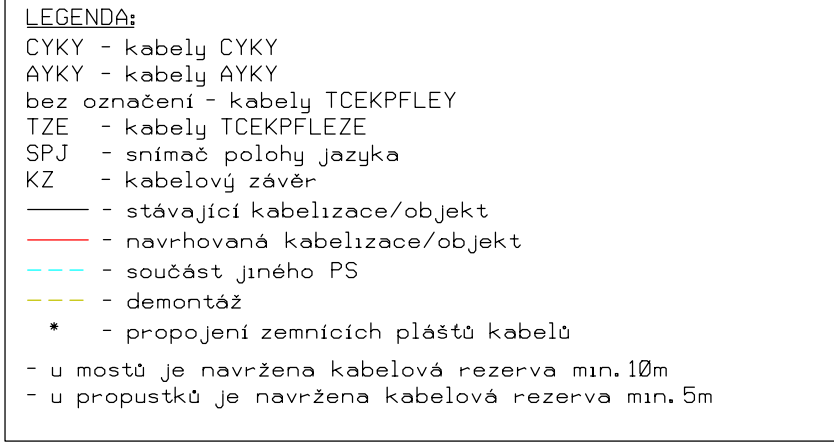 LEGENDA:
CYKY - kabely CYKY
AYKY - kabely AYKY
bez označení - kabely TCEKPFLEY
TZE - kabely TCEKPFLEZE
SPJ - snímač polohy jazyka
KZ - kabelový závěr
- stávající kabelizace/objekt
- navrhovaná kabelizace/objekt
- součást jiného PS
- demontáž
* - propojení zemnících plášťů kabelů
- u mostů je navržena kabelová rezerva min. 10m
- u propustků je navržena kabelová rezerva min. 5m